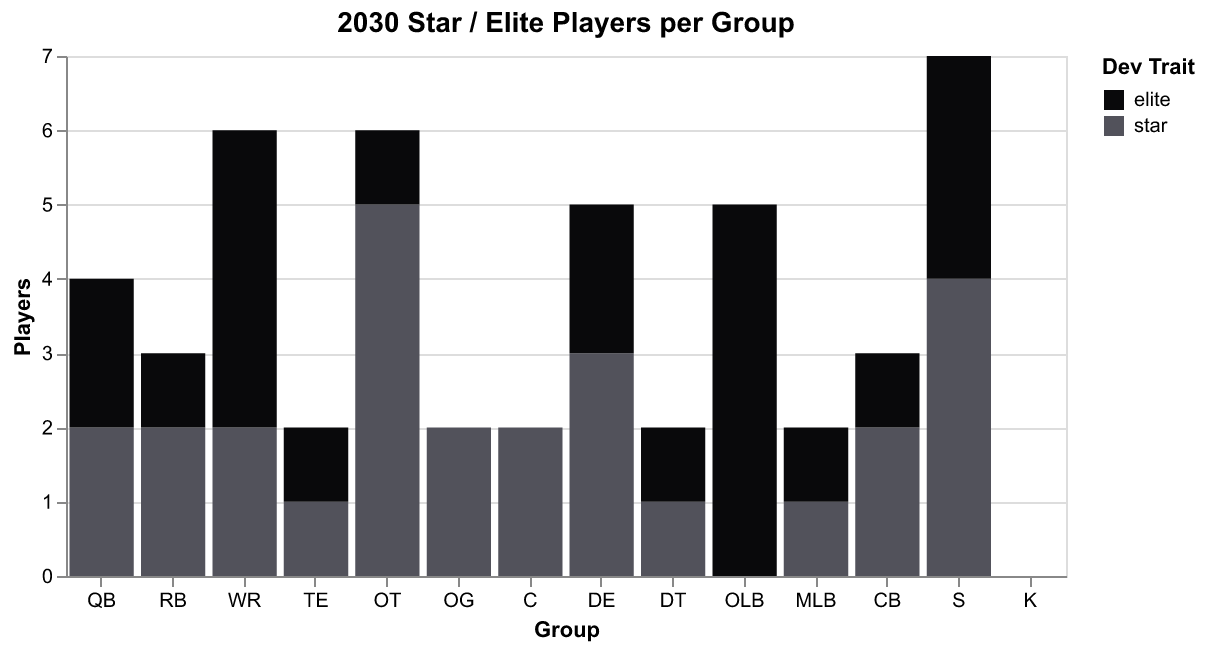 2030 Star / Elite Players per Group
Dev Trait
elite
star
Players
7
6
5
4
3
2
1
0
QB RB WR TE OT OG C DE DT OLB MLB CB S K
Group